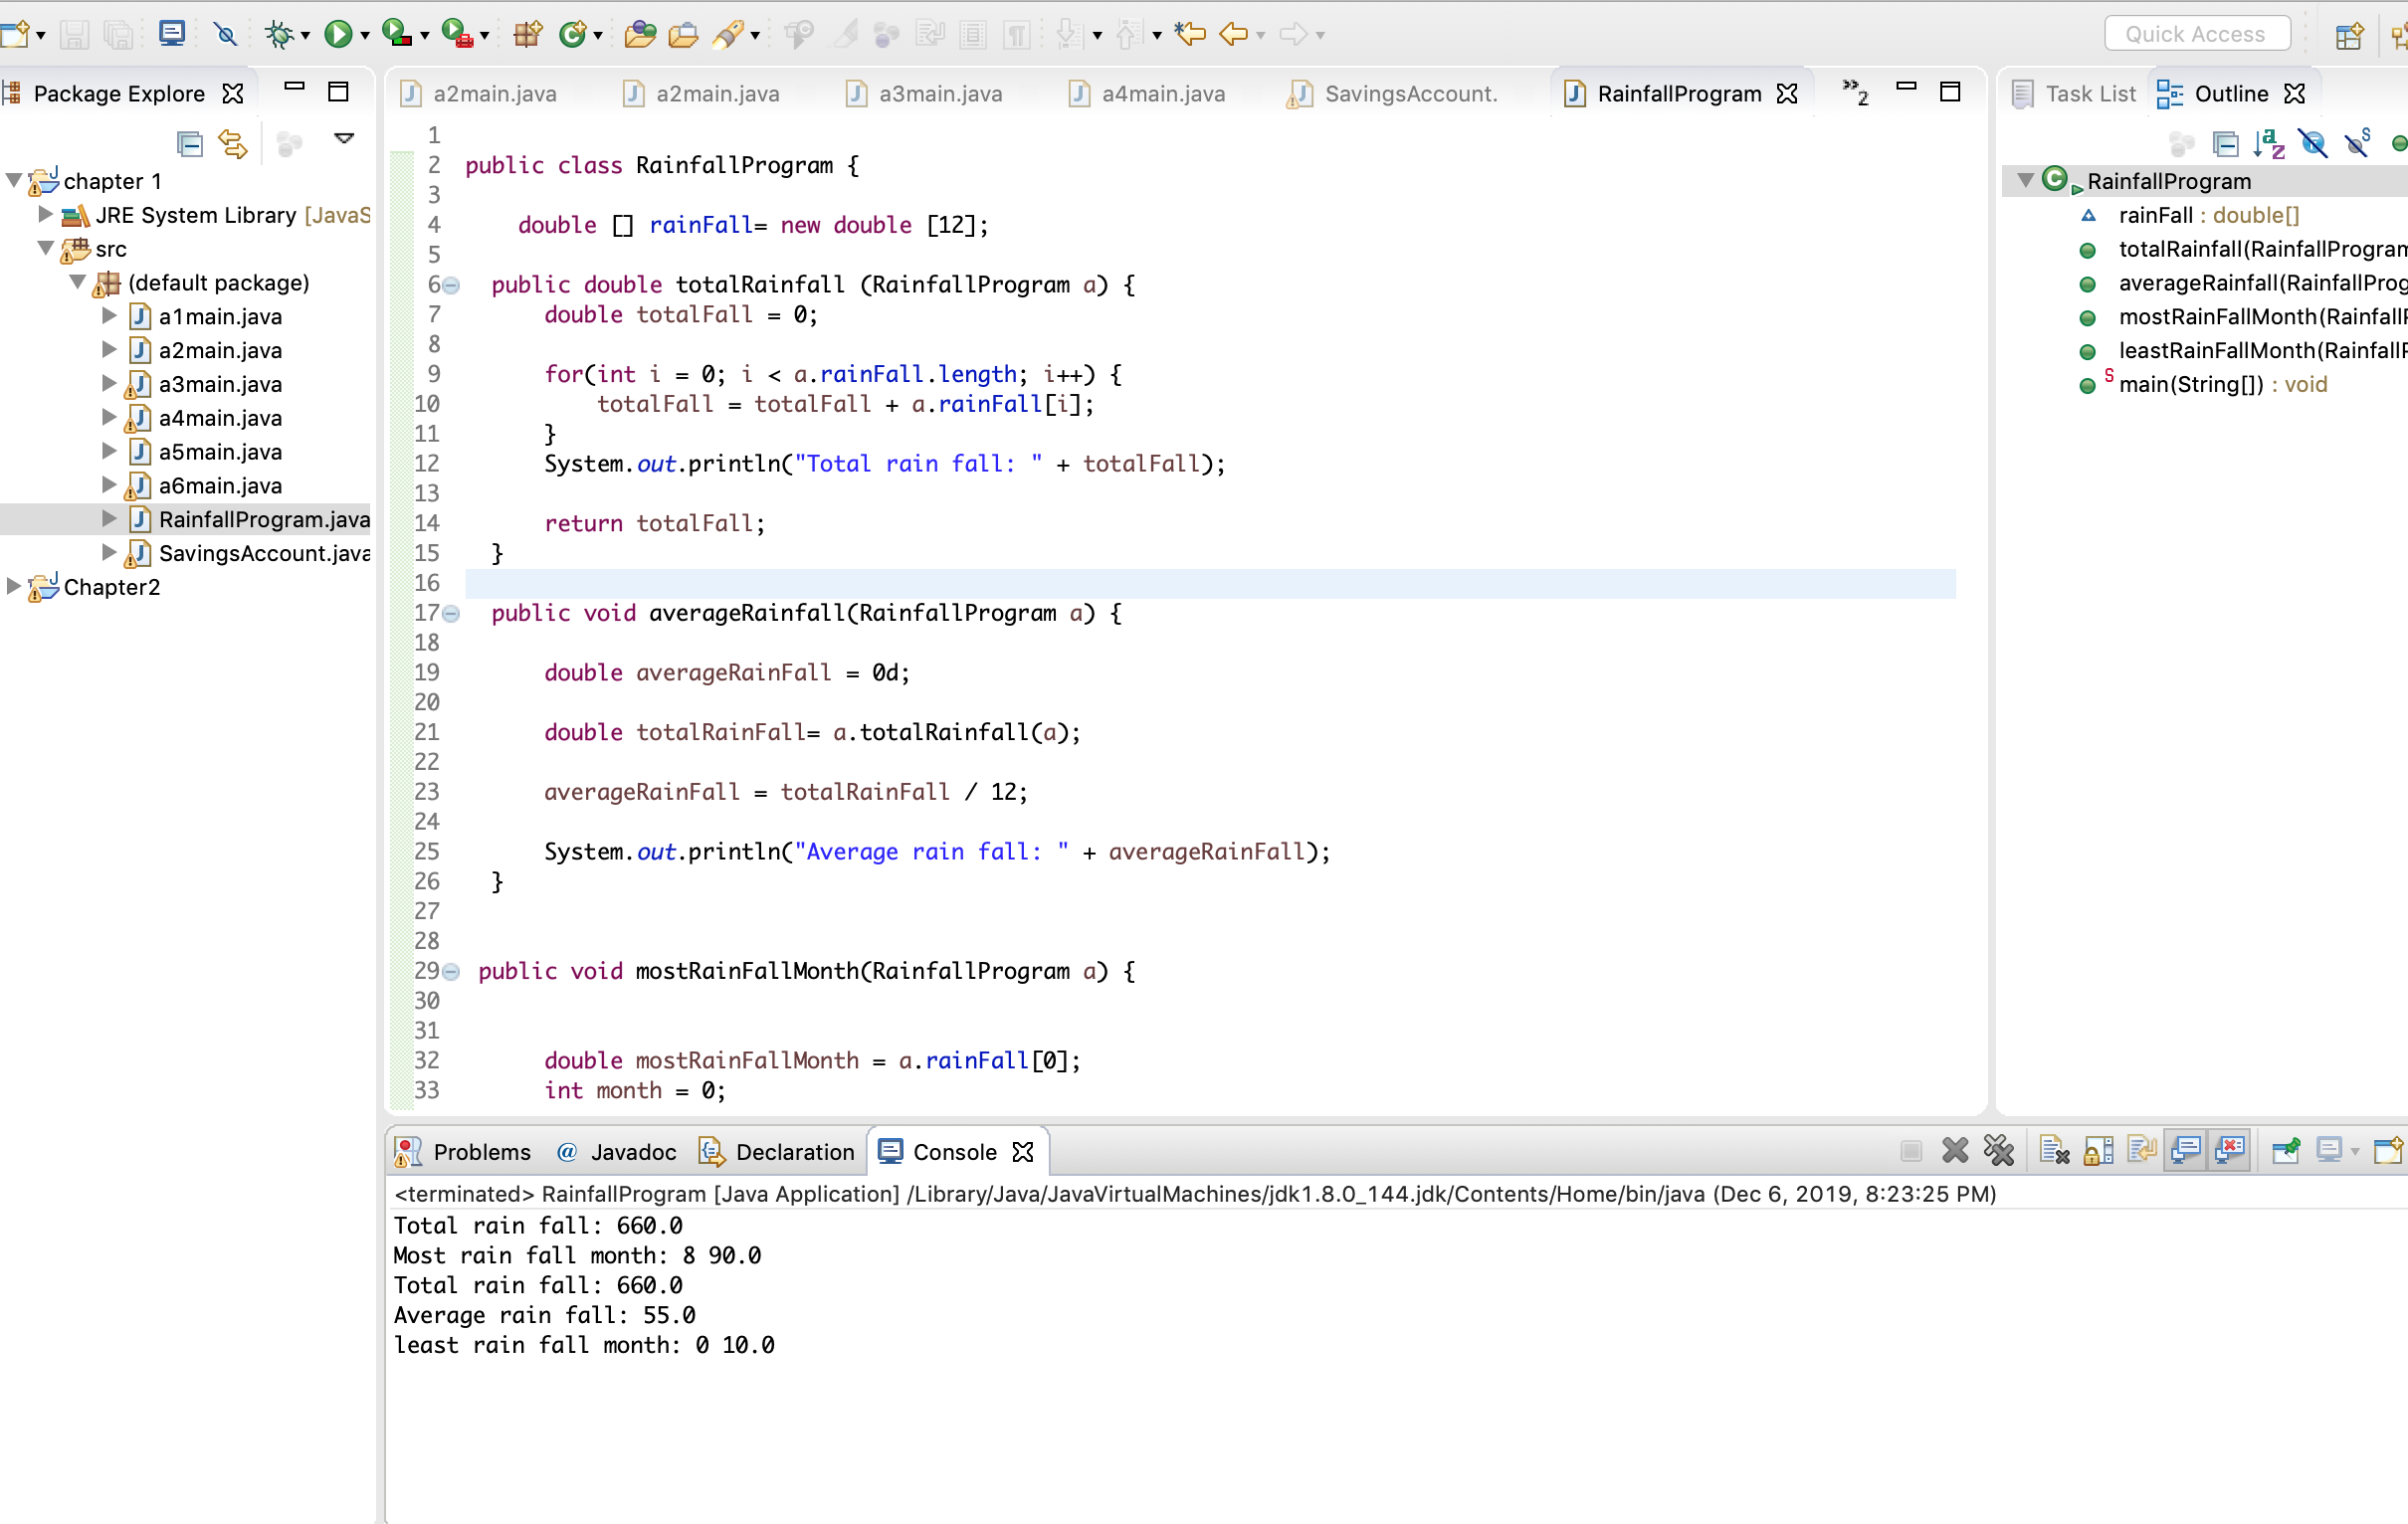 Quick Access
Package Explore
chapter 1
JRE System Library [JavaS
src
(default package)
a1main.java
a2main.java
a3main.java
a4main.java
a5main.java
a6main.java
RainfallProgram.java
SavingsAccount.java
Chapter2
a2main.java a2main.java a3main.java a4main.java SavingsAccount. RainfallProgram »2
1
2 public class RainfallProgram {
3
4 double [] rainFall= new double [12];
5
6 public double totalRainfall (RainfallProgram a) {
7 double totalFall = 0;
8
9 for(int i = 0; i < a.rainFall.length; i++) {
10 totalFall = totalFall + a.rainFall[i];
11 }
12 System.out.println("Total rain fall: " + totalFall);
13
14 return totalFall;
15 }
16
17 public void averageRainfall(RainfallProgram a) {
18
19 double averageRainFall = 0d;
20
21 double totalRainFall= a.totalRainfall(a);
22
23 averageRainFall = totalRainFall / 12;
24
25 System.out.println("Average rain fall: " + averageRainFall);
26 }
27
28
29 public void mostRainFallMonth(RainfallProgram a) {
30
31
32 double mostRainFallMonth = a.rainFall[0];
33 int month = 0;
Task List Outline
RainfallProgram
rainFall : double[]
totalRainfall(RainfallProgram
averageRainfall(RainfallProg
mostRainFallMonth(RainfallP
leastRainFallMonth(RainfallP
main(String[]) : void
Problems @ Javadoc Declaration Console
<terminated> RainfallProgram [Java Application] /Library/Java/JavaVirtualMachines/jdk1.8.0_144.jdk/Contents/Home/bin/java (Dec 6, 2019, 8:23:25 PM)
Total rain fall: 660.0
Most rain fall month: 8 90.0
Total rain fall: 660.0
Average rain fall: 55.0
least rain fall month: 0 10.0